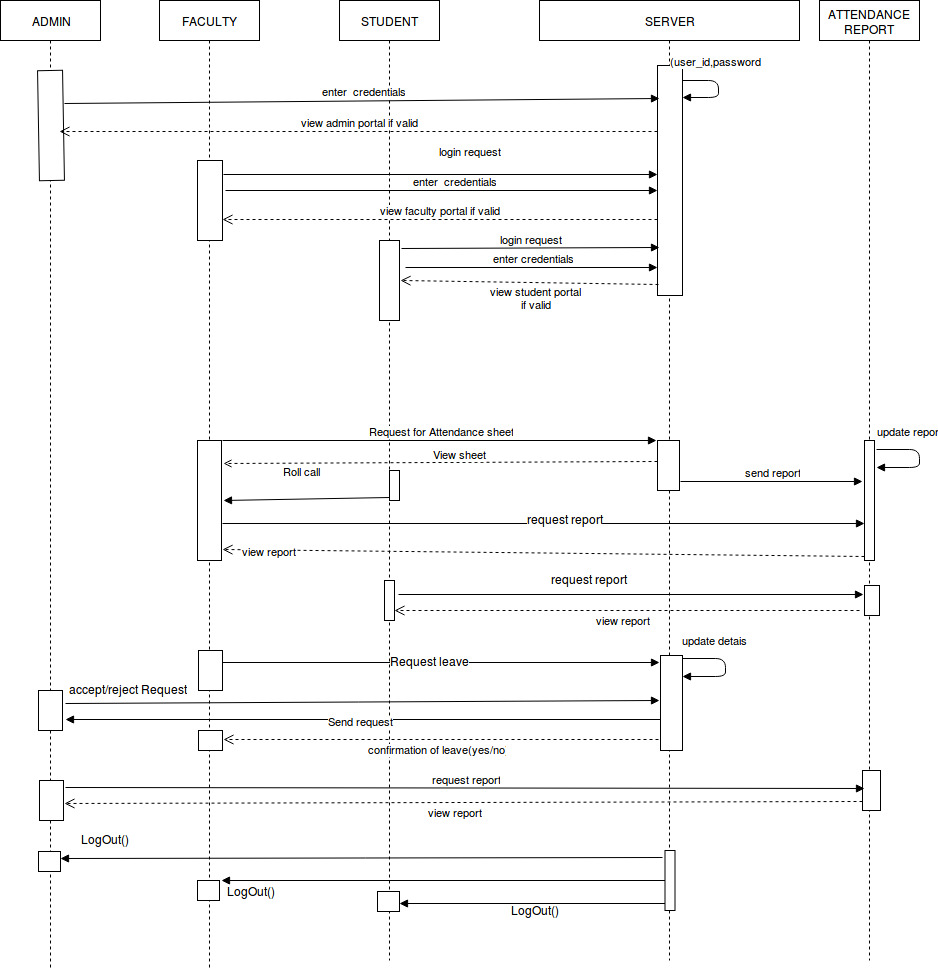 ADMIN
FACULTY
STUDENT
SERVER
ATTENDANCE
REPORT
'(user_id,password
enter credentials
view admin portal if valid
login request
enter credentials
view faculty portal if valid
login request
enter credentials
view student portal
if valid
Request for Attendance sheet
update repor
View sheet
Roll call
send report
request report
view report
request report
view report
update detais
Request leave
accept/reject Request
Send request
confirmation of leave(yes/no
request report
view report
LogOut()
LogOut()
LogOut()